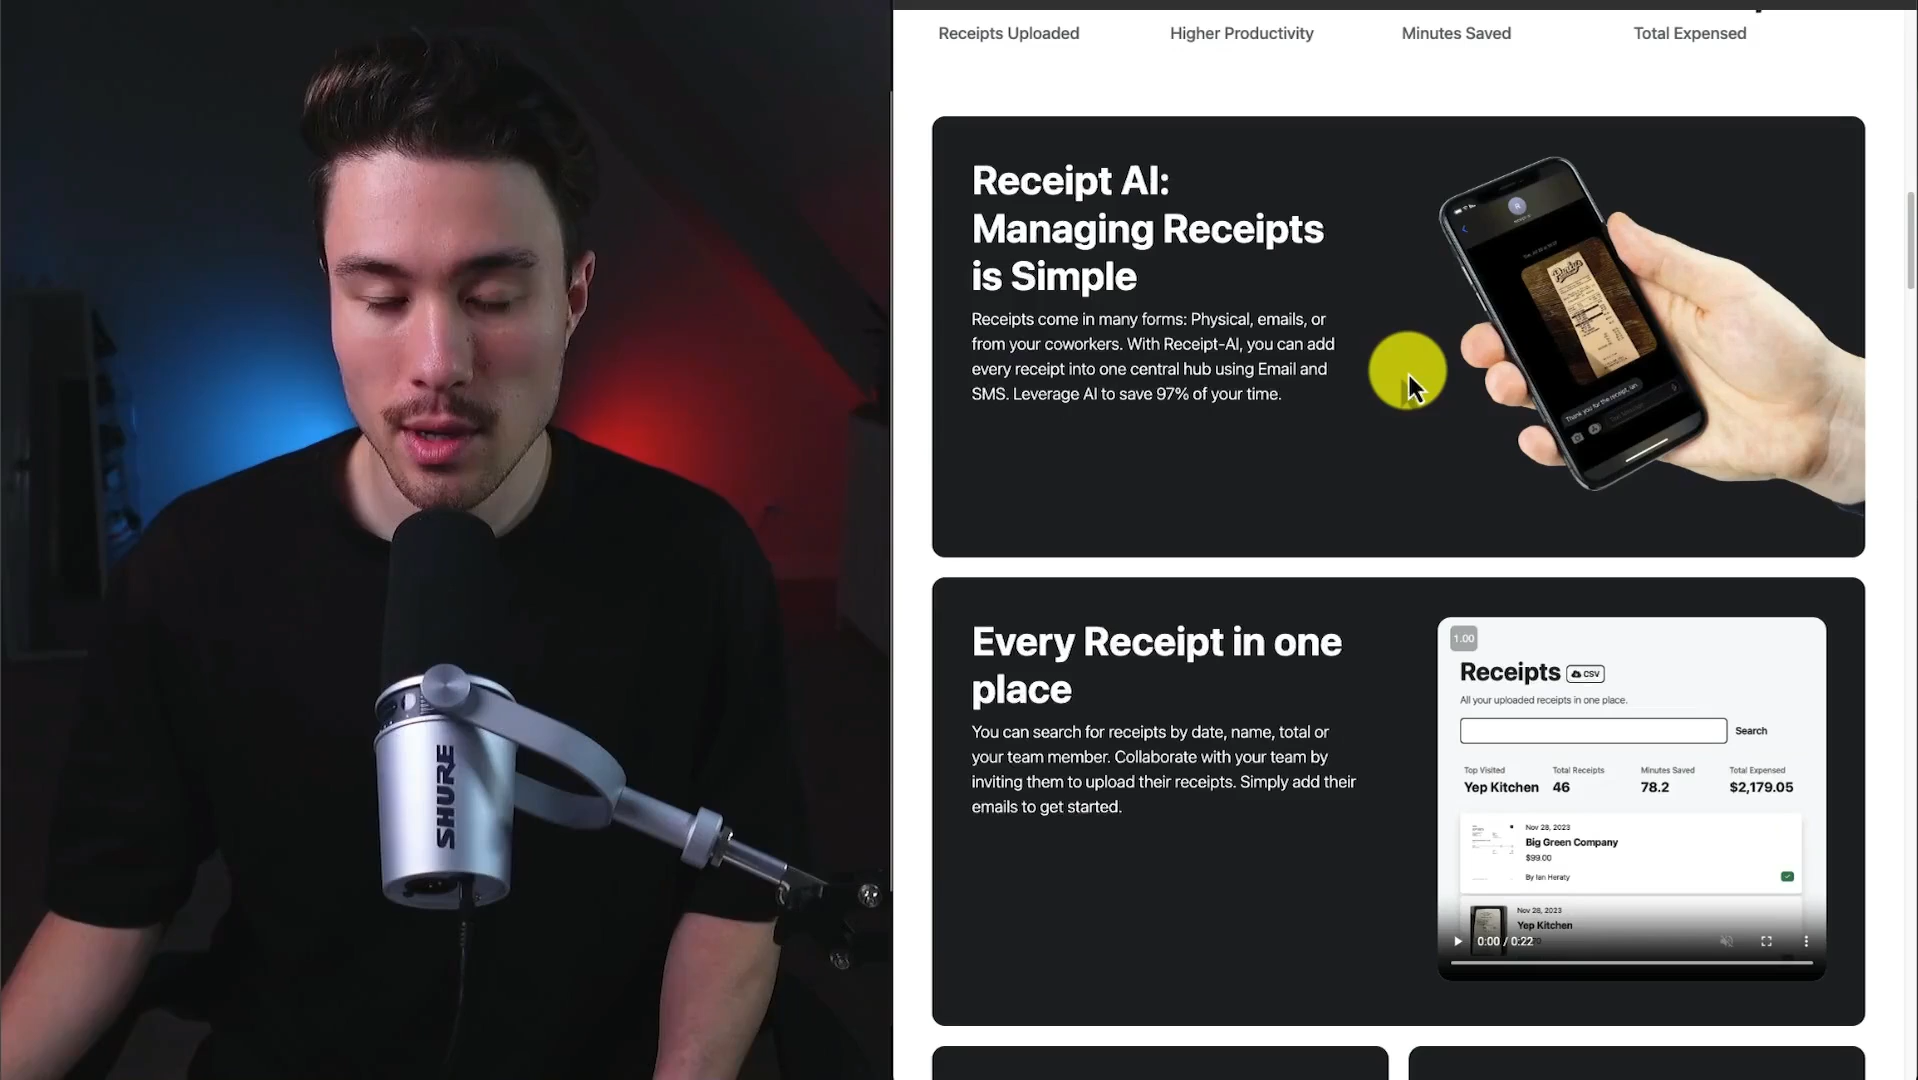 Receipts Uploaded
Higher Productivity
Minutes Saved
Total Expensed
Receipt AI:
Managing Receipts
is Simple
Receipts come in many forms: Physical, emails, or
from your coworkers. With Receipt-AI, you can add
every receipt into one central hub using Email and
SMS. Leverage AI to save 97% of your time.
Thank you for the receipt, Ian.
Every Receipt in one
place
You can search for receipts by date, name, total or
your team member. Collaborate with your team by
inviting them to upload their receipts. Simply add their
emails to get started.
1.00
Receipts
CSV
All your uploaded receipts in one place.
Search
Top Visited
Total Receipts
Minutes Saved
Total Expensed
Yep Kitchen
46
78.2
$2,179.05
Nov 28, 2023
Big Green Company
$99.00
By Ian Heraty
Nov 28, 2023
Yep Kitchen
0:00 / 0:22
SHURE